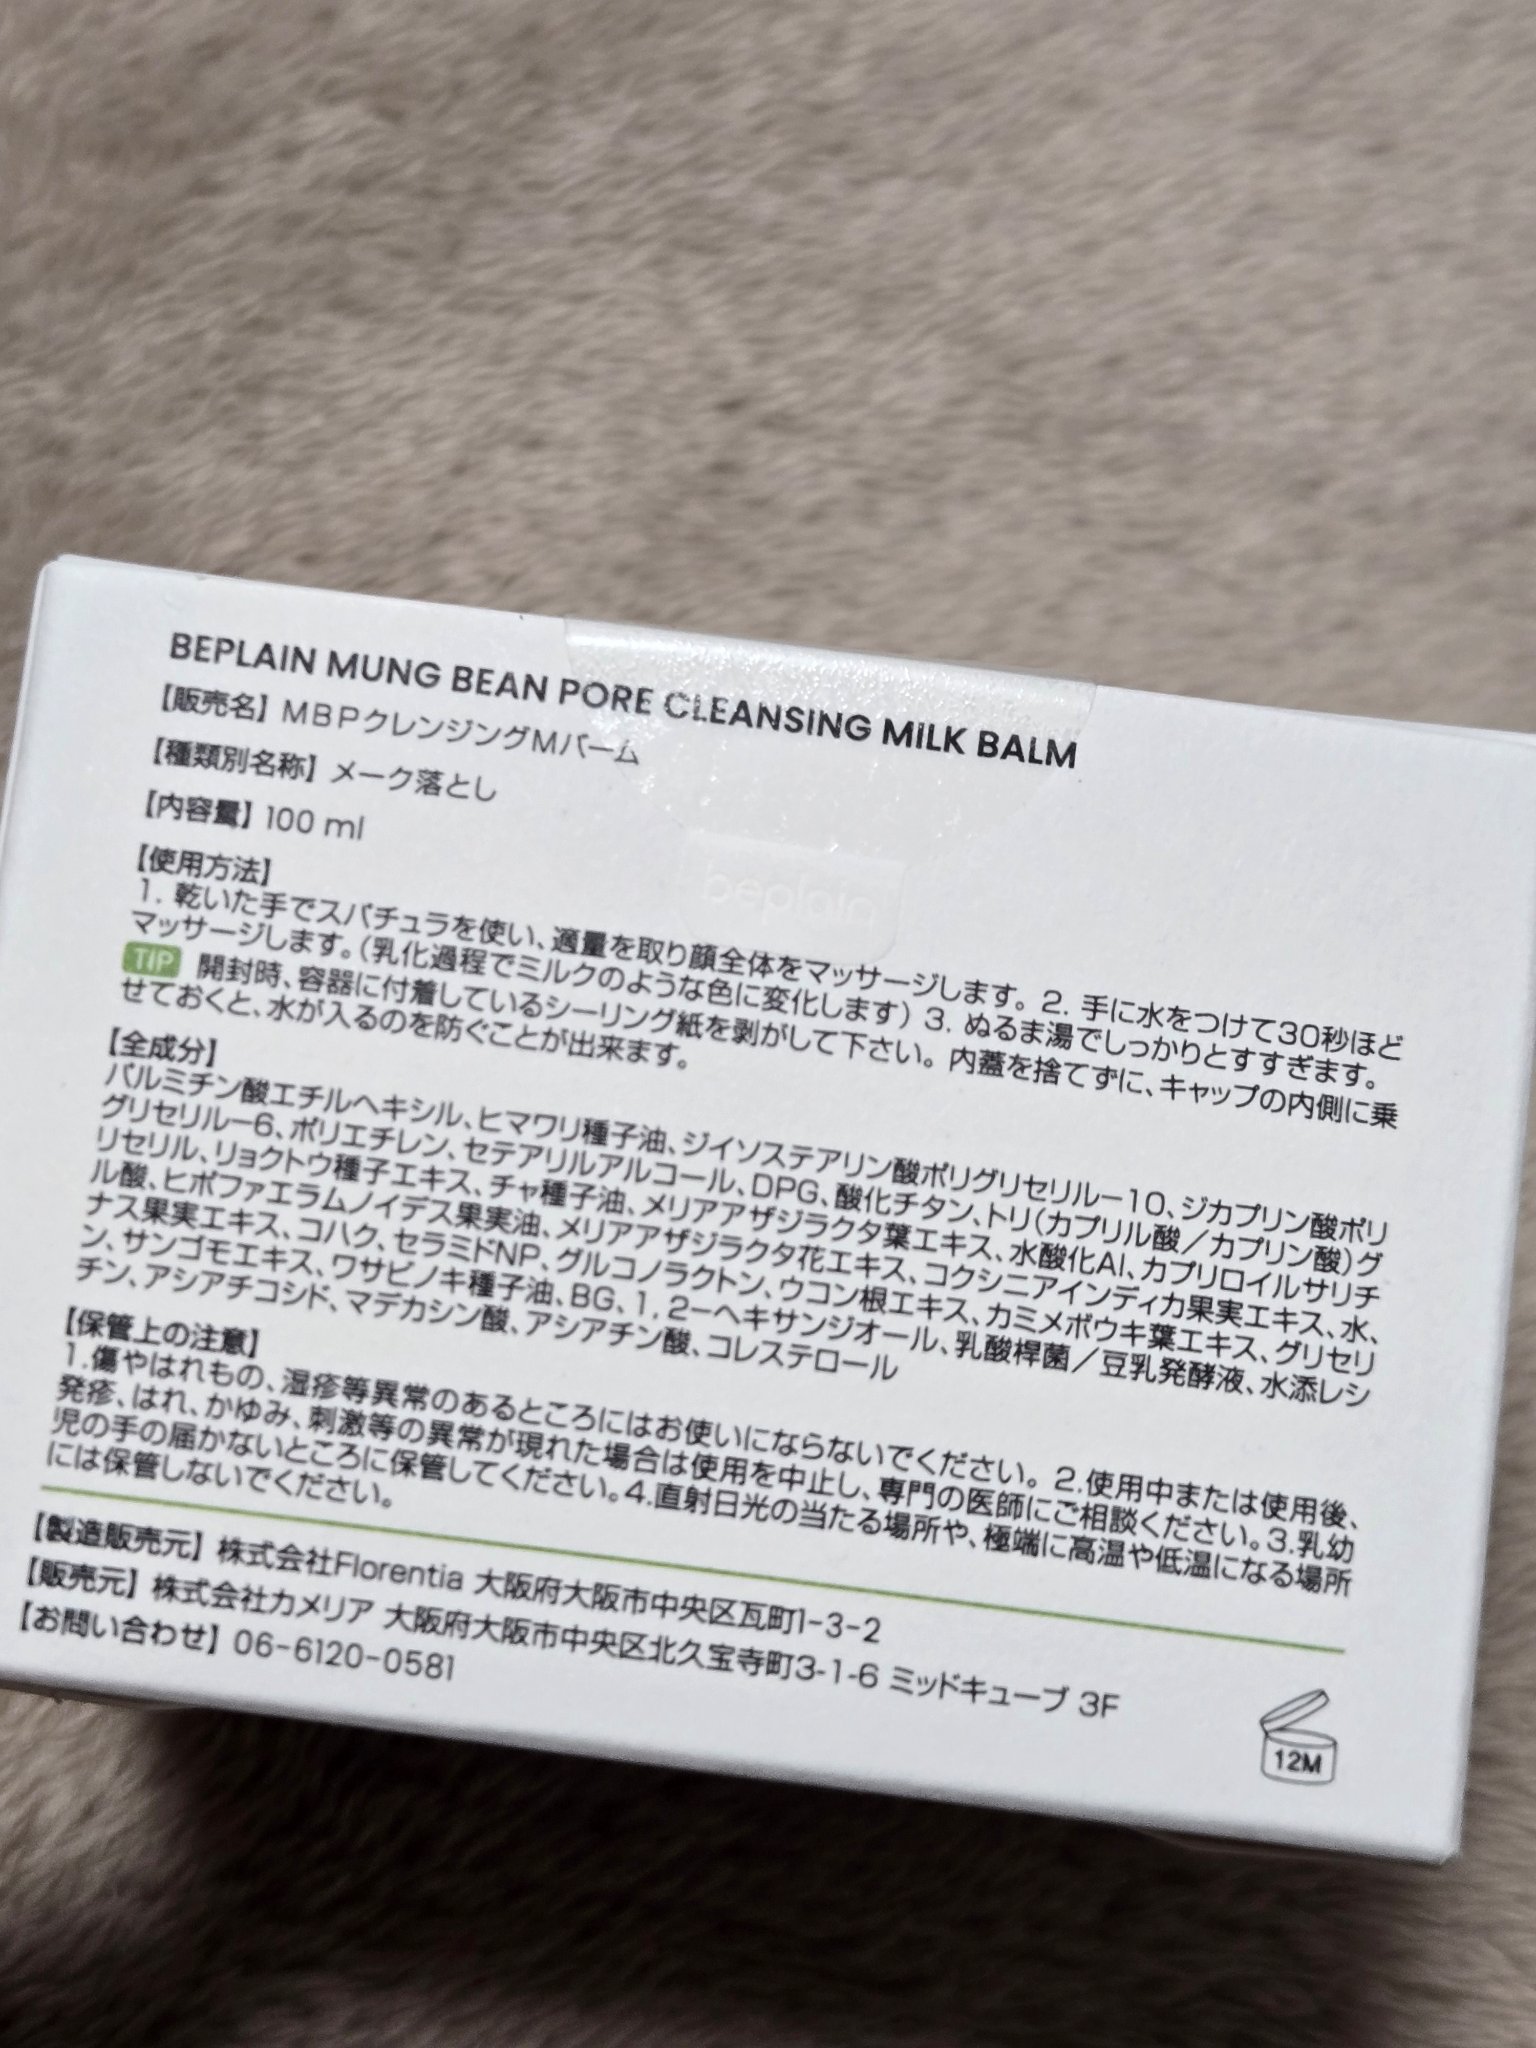 BEPLAIN MUNG BEAN PORE CLEANSING MILK BALM
【販売名】MBPクレンジングMバーム
【種類別名称】メーク落とし
【内容量】100 ml
beplain
【使用方法】
1. 乾いた手でスパチュラを使い、適量を取り顔全体をマッサージします。2. 手に水をつけて30秒ほど
マッサージします。(乳化過程でミルクのような色に変化します) 3. ぬるま湯でしっかりとすすぎます。
TIP 開封時、容器に付着しているシーリング紙を剥がして下さい。内蓋を捨てずに、キャップの内側に乗
せておくと、水が入るのを防ぐことが出来ます。
【全成分】
パルミチン酸エチルヘキシル、ヒマワリ種子油、ジイソステアリン酸ポリグリセリル－10、ジカプリン酸ポリ
グリセリル－6、ポリエチレン、セテアリルアルコール、DPG、酸化チタン、トリ(カプリル酸／カプリン酸)グ
リセリル、リョクトウ種子エキス、チャ種子油、メリアアザジラクタ葉エキス、水酸化Al、カプリロイルサリチ
ル酸、ヒポファエラムノイデス果実油、メリアアザジラクタ花エキス、コクシニアインディカ果実エキス、水、
ナス果実エキス、コハク、セラミドNP、グルコノラクトン、ウコン根エキス、カミメボウキ葉エキス、グリセリ
ン、サンゴモエキス、ワサビノキ種子油、BG、1,2－ヘキサンジオール、乳酸桿菌／豆乳発酵液、水添レシ
チン、アシアチコシド、マデカシン酸、アシアチン酸、コレステロール
【保管上の注意】
1.傷やはれもの、湿疹等異常のあるところにはお使いにならないでください。2.使用中または使用後、
発疹、はれ、かゆみ、刺激等の異常が現れた場合は使用を中止し、専門の医師にご相談ください。3.乳幼
児の手の届かないところに保管してください。4.直射日光の当たる場所や、極端に高温や低温になる場所
には保管しないでください。
【製造販売元】株式会社Florentia 大阪府大阪市中央区瓦町1-3-2
【販売元】株式会社カメリア 大阪府大阪市中央区北久宝寺町3-1-6 ミッドキューブ 3F
【お問い合わせ】06-6120-0581
12M